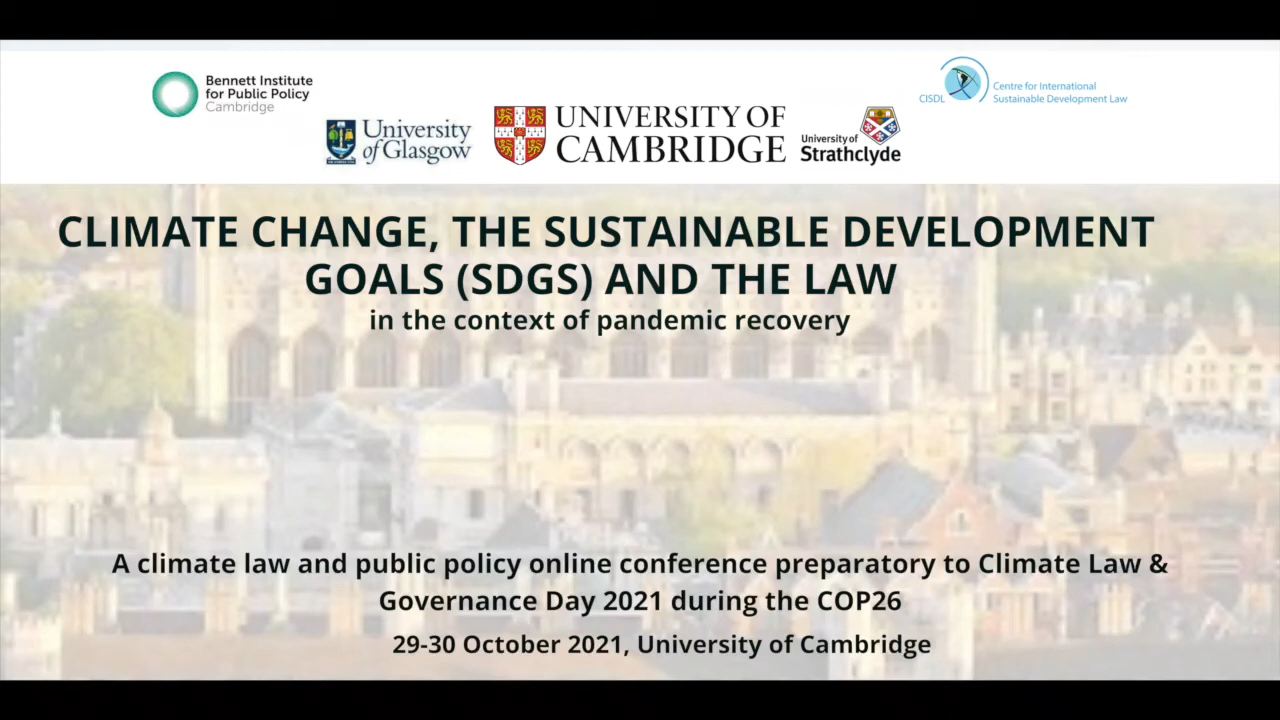 Bennett Institute
for Public Policy
Cambridge
University
of Glasgow
UNIVERSITY OF
CAMBRIDGE
University of
Strathclyde
CISDL
Centre for International
Sustainable Development Law
CLIMATE CHANGE, THE SUSTAINABLE DEVELOPMENT
GOALS (SDGS) AND THE LAW
in the context of pandemic recovery
A climate law and public policy online conference preparatory to Climate Law &
Governance Day 2021 during the COP26
29-30 October 2021, University of Cambridge